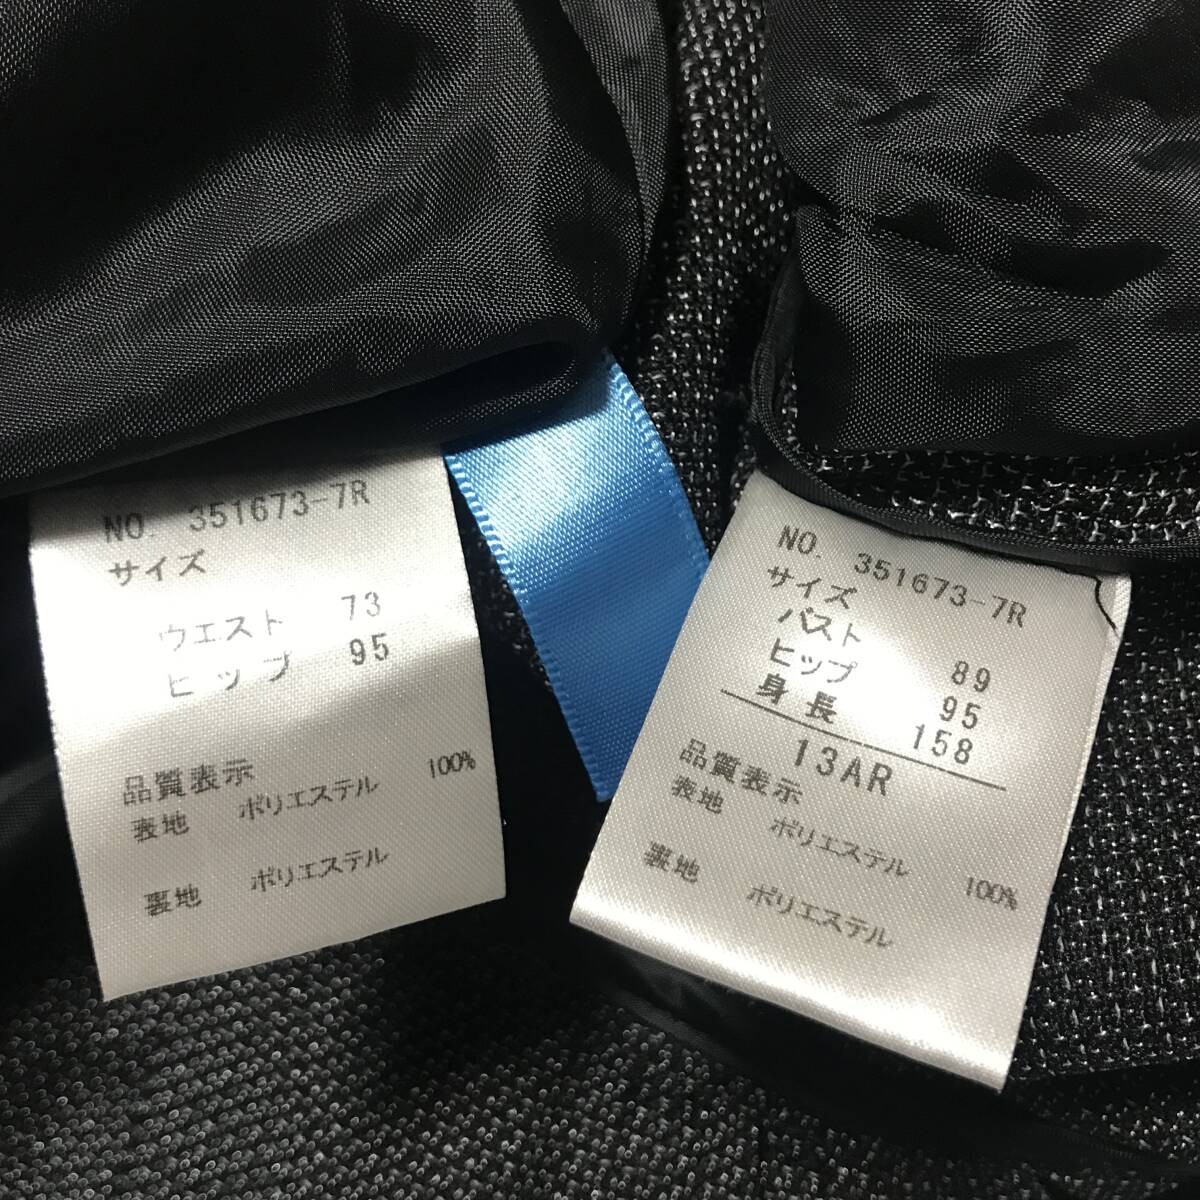 NO. 351673-7R
サイズ
ウエスト 73
ヒップ 95
品質表示
表地 ポリエステル 100%
裏地 ポリエステル
NO. 351673-7R
サイズ
バスト 89
ヒップ 95
身長 158
13AR
品質表示
表地 ポリエステル 100%
裏地 ポリエステル